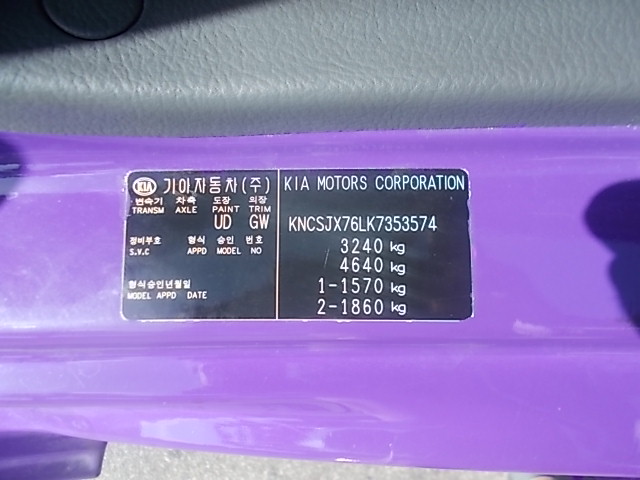 KIA 기아자동차(주) KIA MOTORS CORPORATION
변속기 차축 도장 의장
TRANSM AXLE PAINT TRIM
UD GW
KNCSJX76LK7353574
정비부호 형식 승인 번호
S.V.C APPD MODEL NO
3240 kg
4640 kg
형식승인년월일
MODEL APPD DATE
1-1570 kg
2-1860 kg